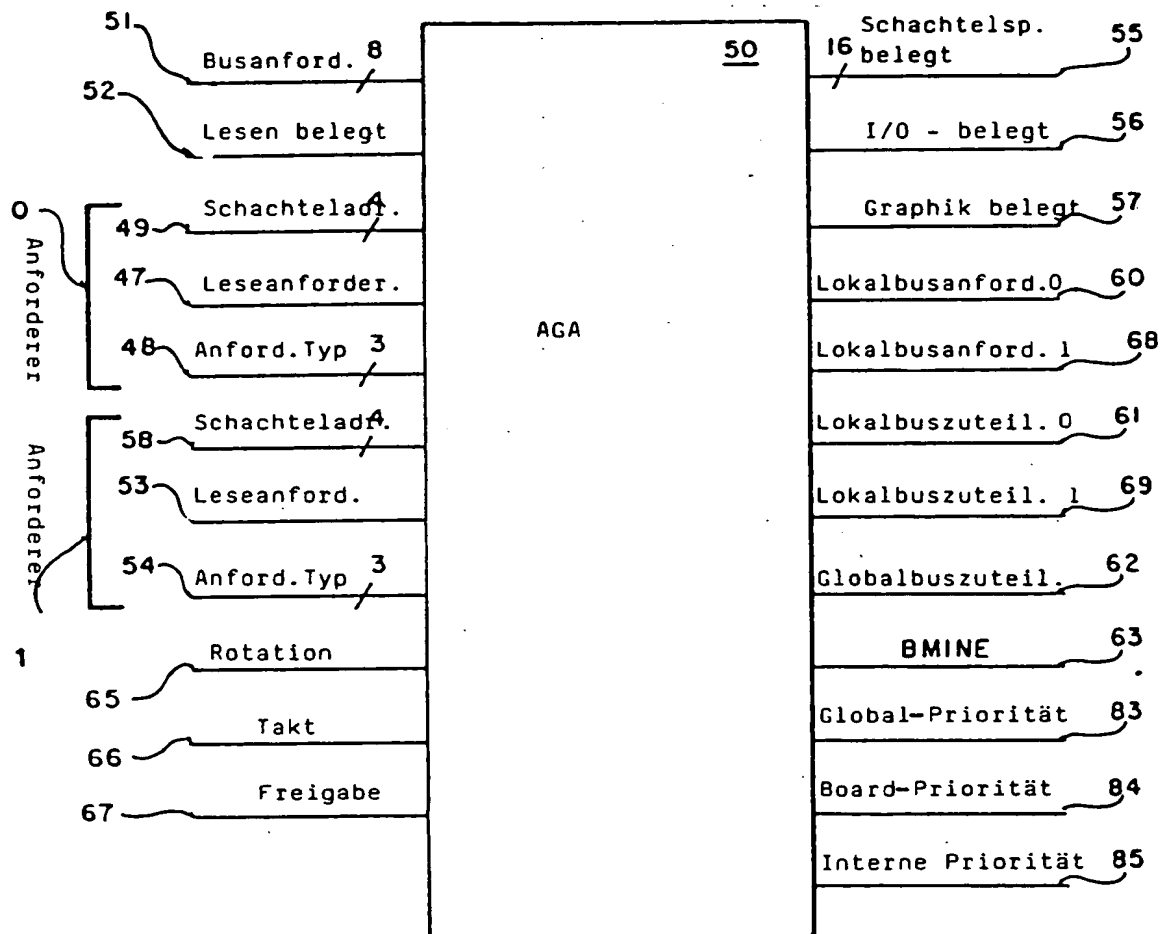 51
Busanford. 8
52
Lesen belegt
0
Anforderer
49
Schachteladr. 4
47
Leseanforder.
48
Anford.Typ 3
Anforderer
1
58
Schachteladr. 4
53
Leseanford.
54
Anford.Typ 3
65
Rotation
66
Takt
67
Freigabe
50
AGA
16
Schachtelsp.
belegt
55
I/O - belegt 56
Graphik belegt 57
Lokalbusanford.0 60
Lokalbusanford. 1 68
Lokalbuszuteil. 0 61
Lokalbuszuteil. 1 69
Globalbuszuteil. 62
BMINE 63
Global-Priorität 83
Board-Priorität 84
Interne Priorität 85